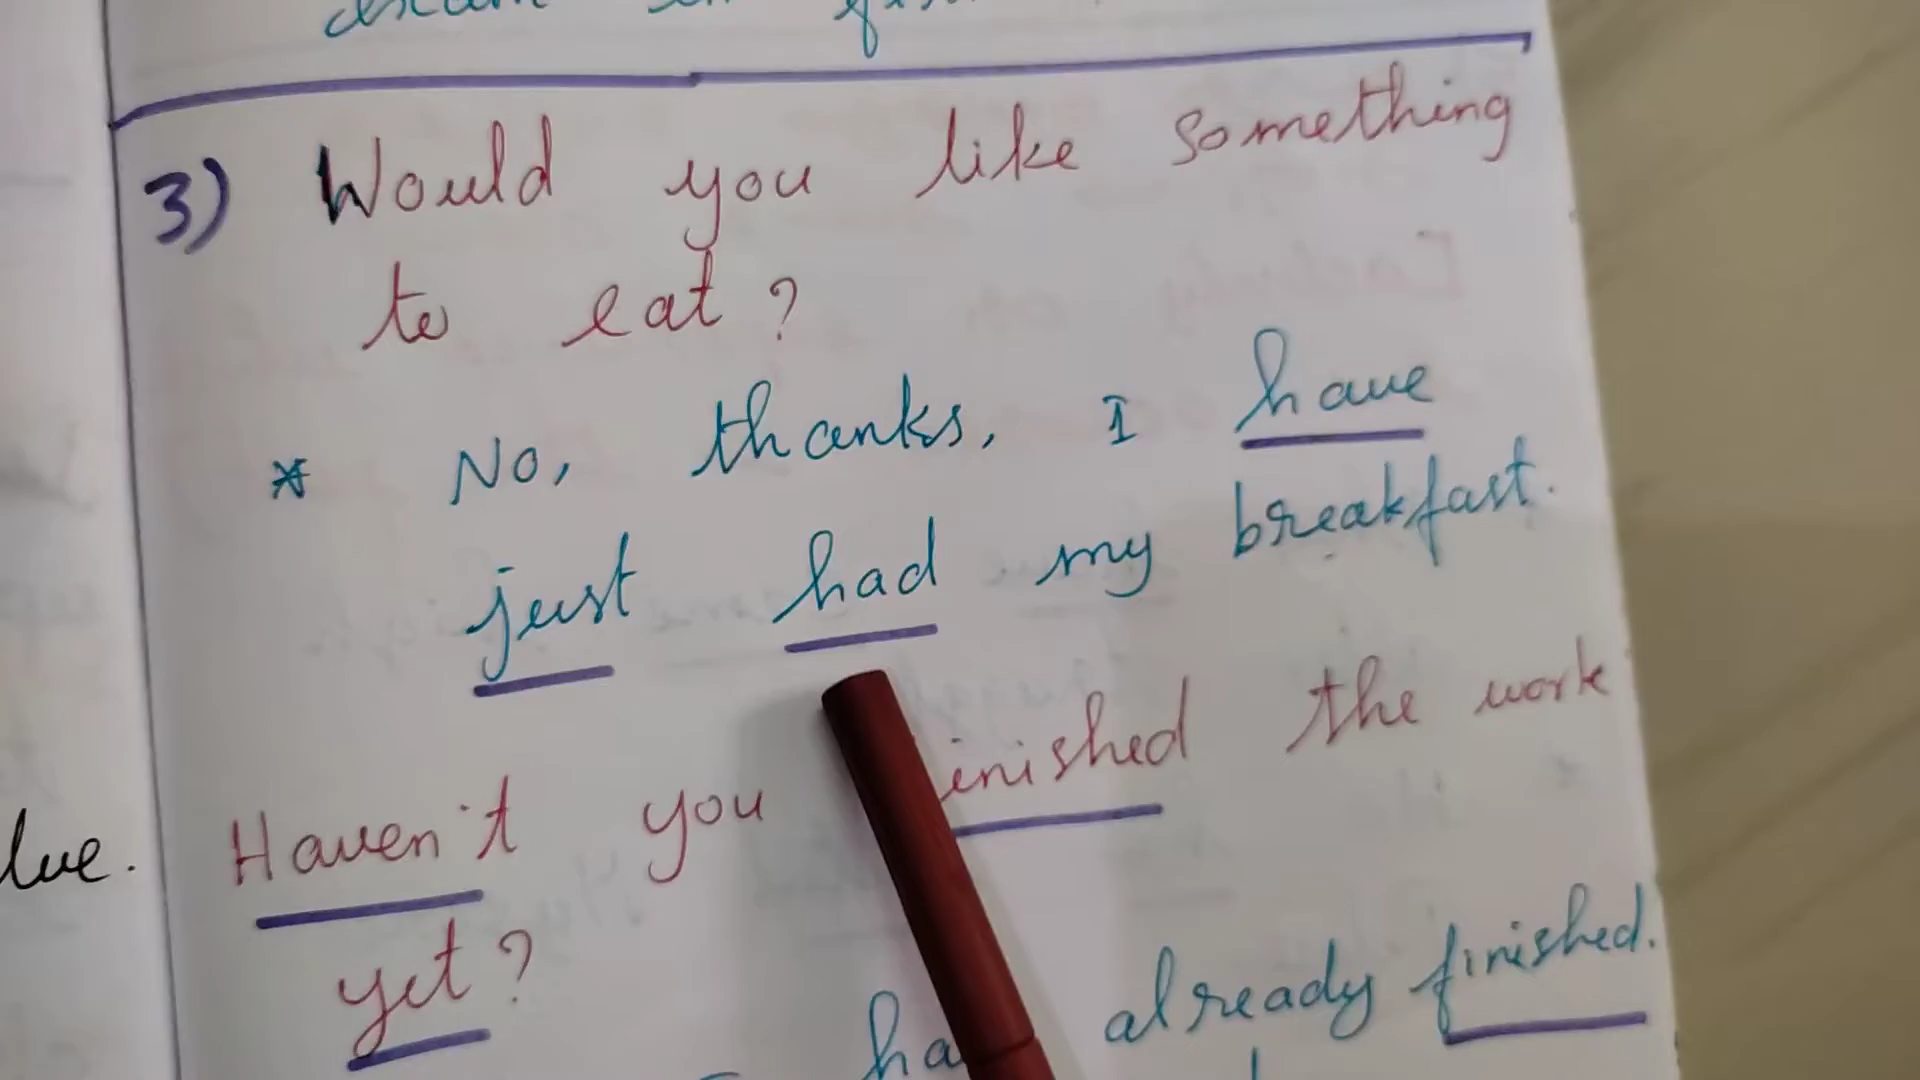 3) Would you like something
to eat?
* No, thanks, I have
just had my breakfast.
Haven't you inished the work
yet?
already finished.
lue.